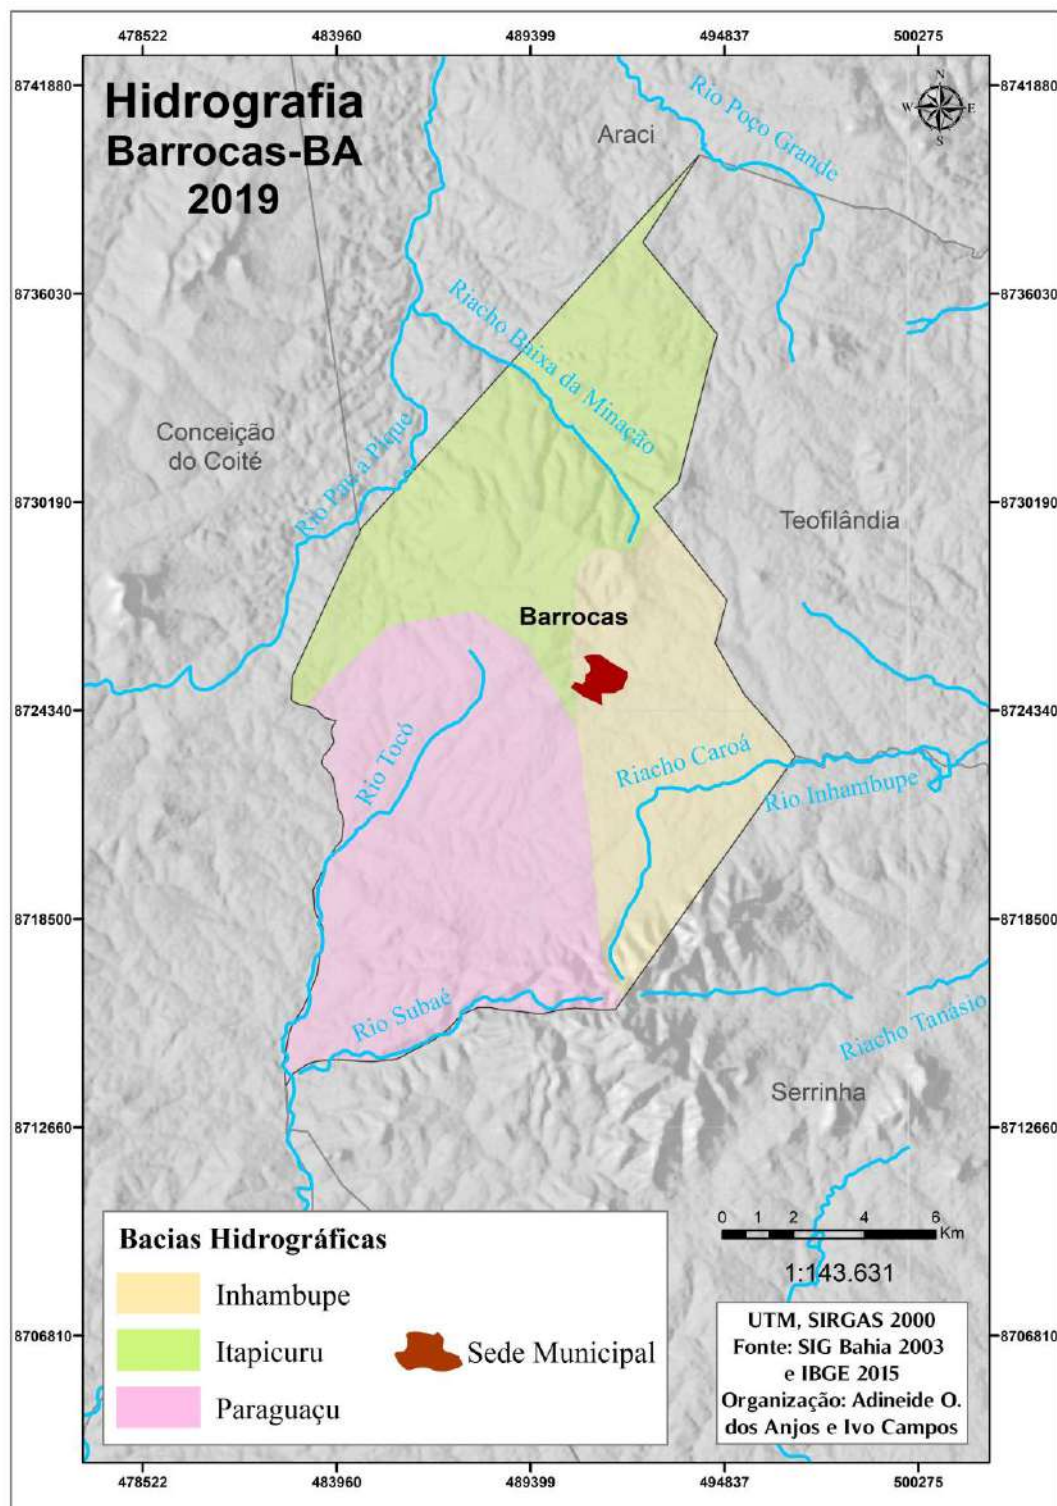 478522 483960 489399 494837 500275
Hidrografia
Barrocas-BA
2019
8741880 8741880
N
W E
S
Rio Poço Grande
Araci
8736030 8736030
Riacho Baixa da Minação
Conceição
do Coité
Rio Pau a Pique
8730190 8730190
Teofilândia
Barrocas
8724340 8724340
Rio Tocó
Riacho Caroá
Rio Inhambupe
8718500 8718500
Rio Subaé
Riacho Tanásio
Serrinha
8712660 8712660
Bacias Hidrográficas
Inhambupe
Itapicuru
Paraguaçu
Sede Municipal
0 1 2 4 6
Km
1:143.631
8706810 8706810
UTM, SIRGAS 2000
Fonte: SIG Bahia 2003
e IBGE 2015
Organização: Adineide O.
dos Anjos e Ivo Campos
478522 483960 489399 494837 500275